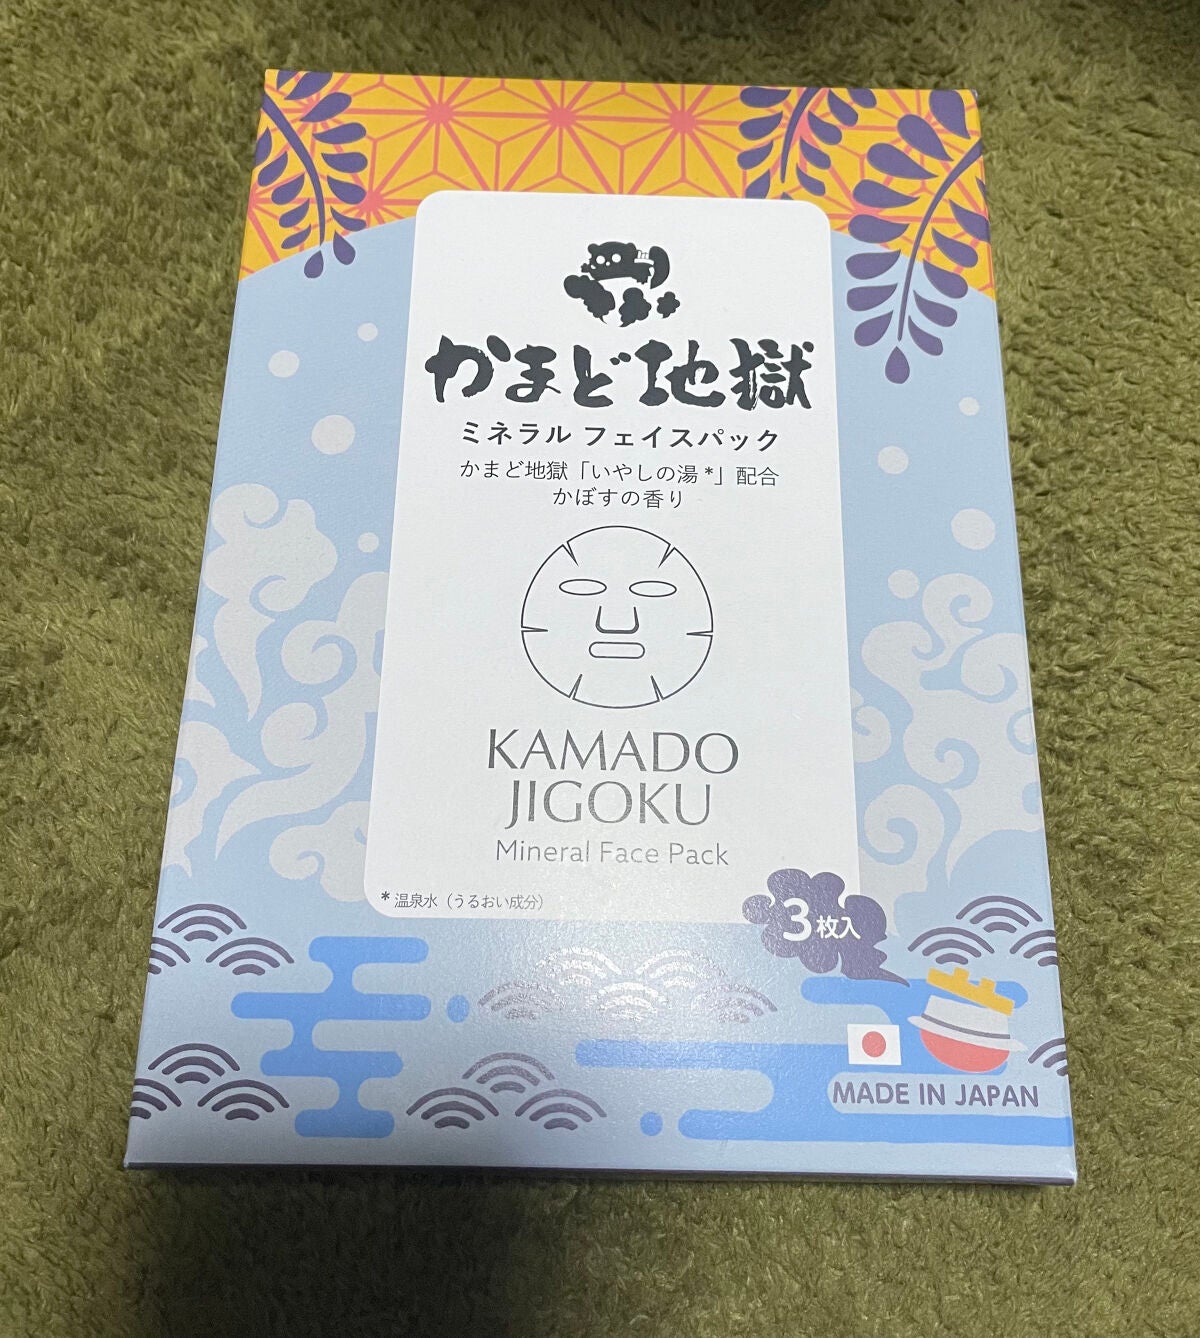 かまど地獄
ミネラル フェイスパック
かまど地獄「いやしの湯*」配合
かぼすの香り
KAMADO
JIGOKU
Mineral Face Pack
*温泉水（うるおい成分）
3枚入
MADE IN JAPAN